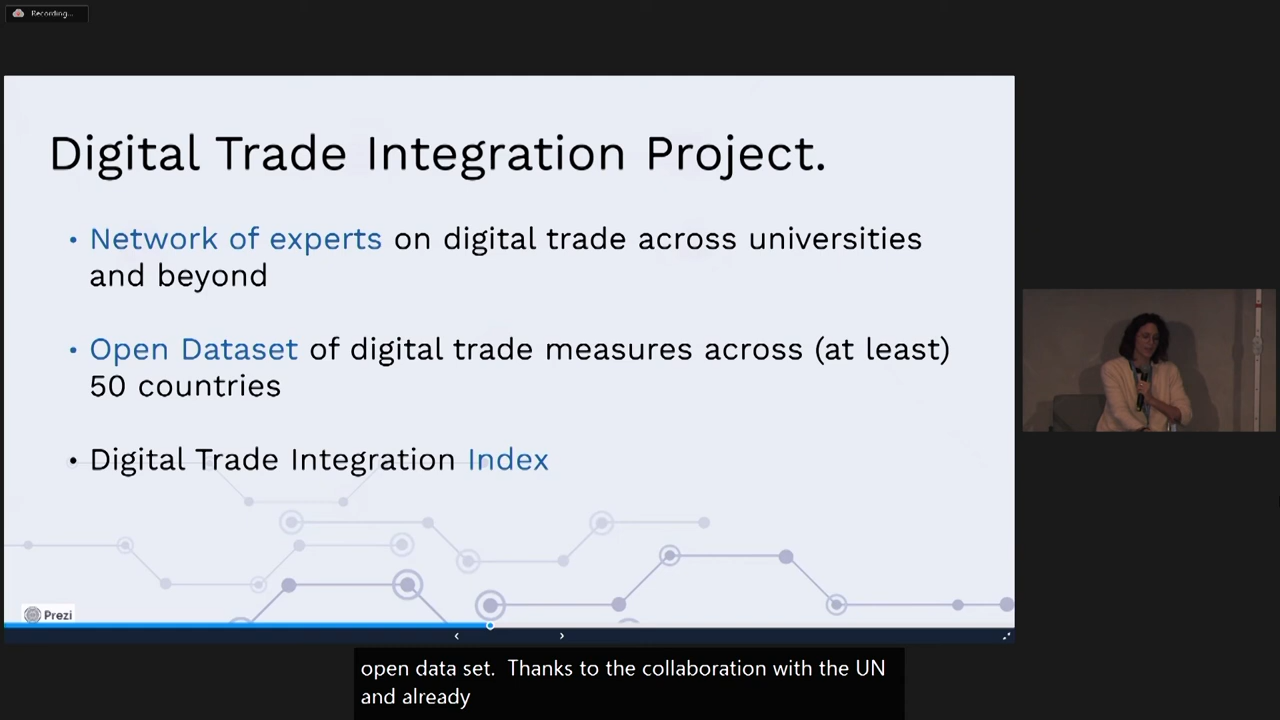 Recording...
Digital Trade Integration Project.
• Network of experts on digital trade across universities
and beyond
• Open Dataset of digital trade measures across (at least)
50 countries
• Digital Trade Integration Index
Prezi
open data set.  Thanks to the collaboration with the UN
and already